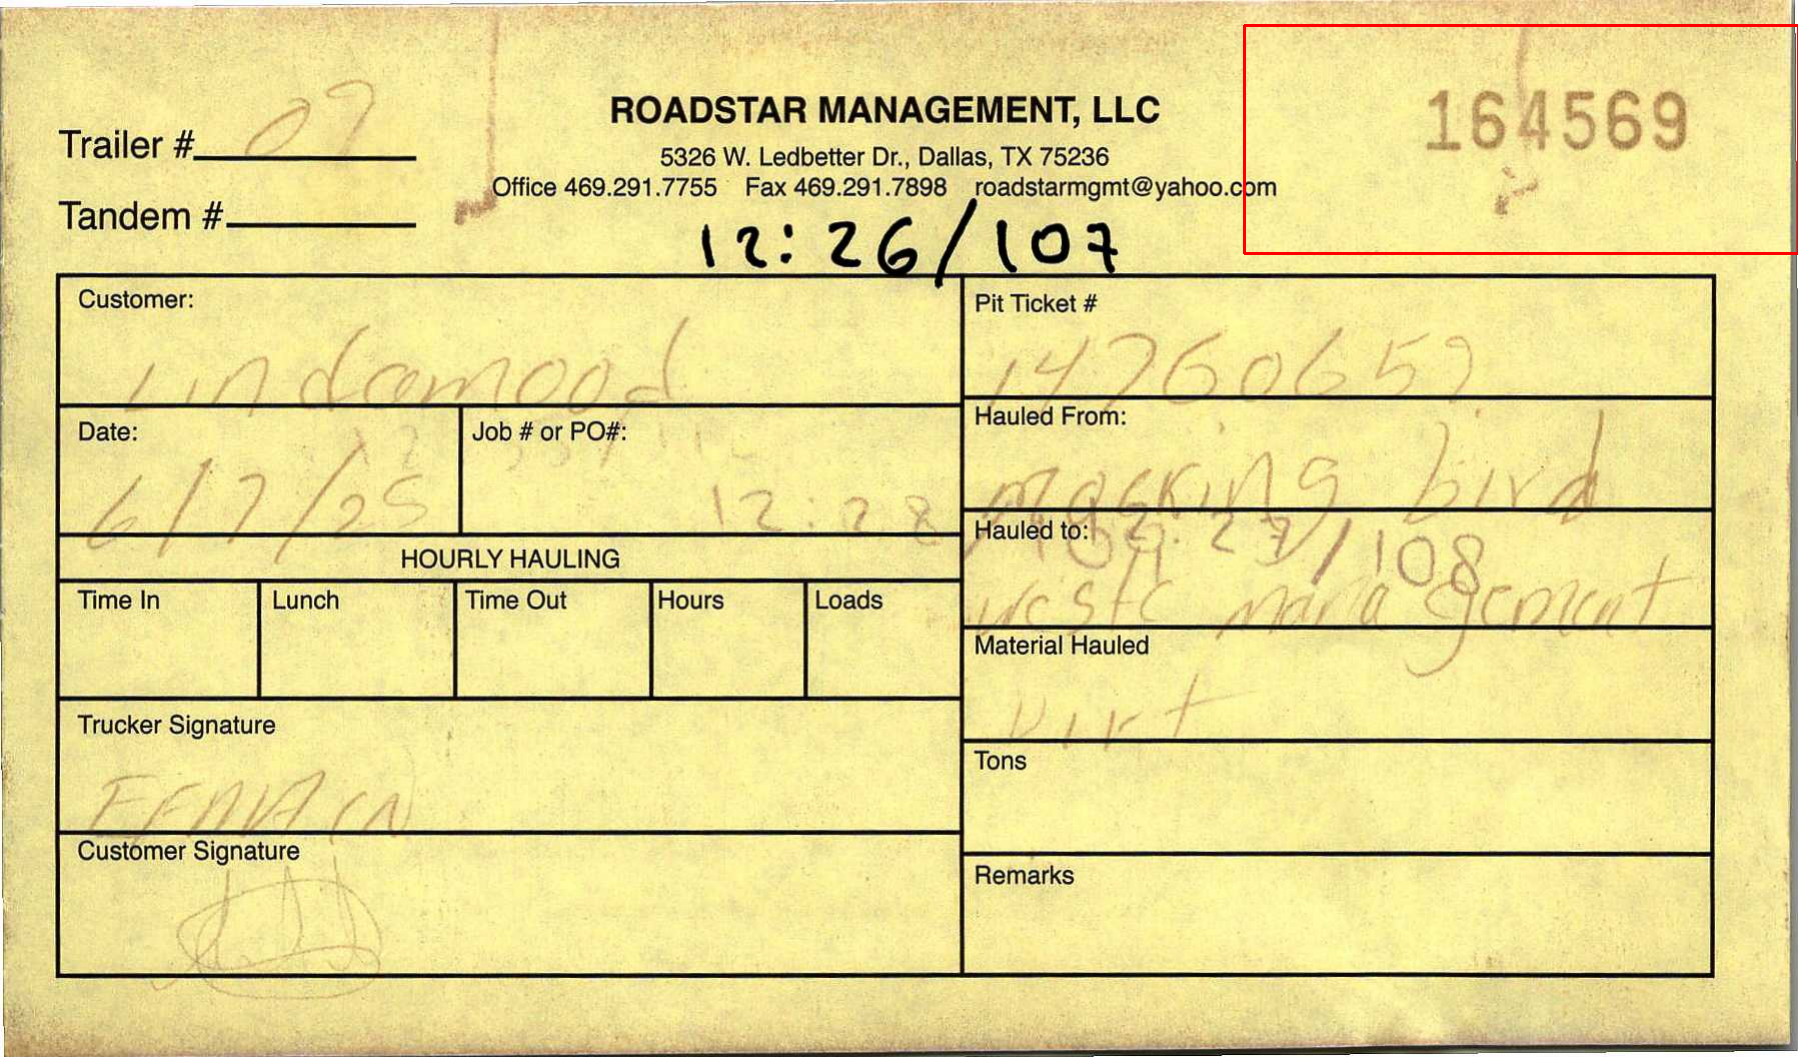 164569
Trailer # 07
ROADSTAR MANAGEMENT, LLC
5326 W. Ledbetter Dr., Dallas, TX 75236
Office 469.291.7755 Fax 469.291.7898 roadstarmgmt@yahoo.com
Tandem #
12:26/107
Customer:
Lindamood
Pit Ticket #
14760659
Date:
6/7/25
Job # or PO#:
12:28/109
Hauled From:
mocking bird
Hauled to:
12:27/108
weste management
HOURLY HAULING
Time In
Lunch
Time Out
Hours
Loads
Material Hauled
Dirt
Trucker Signature
Tons
Customer Signature
Remarks